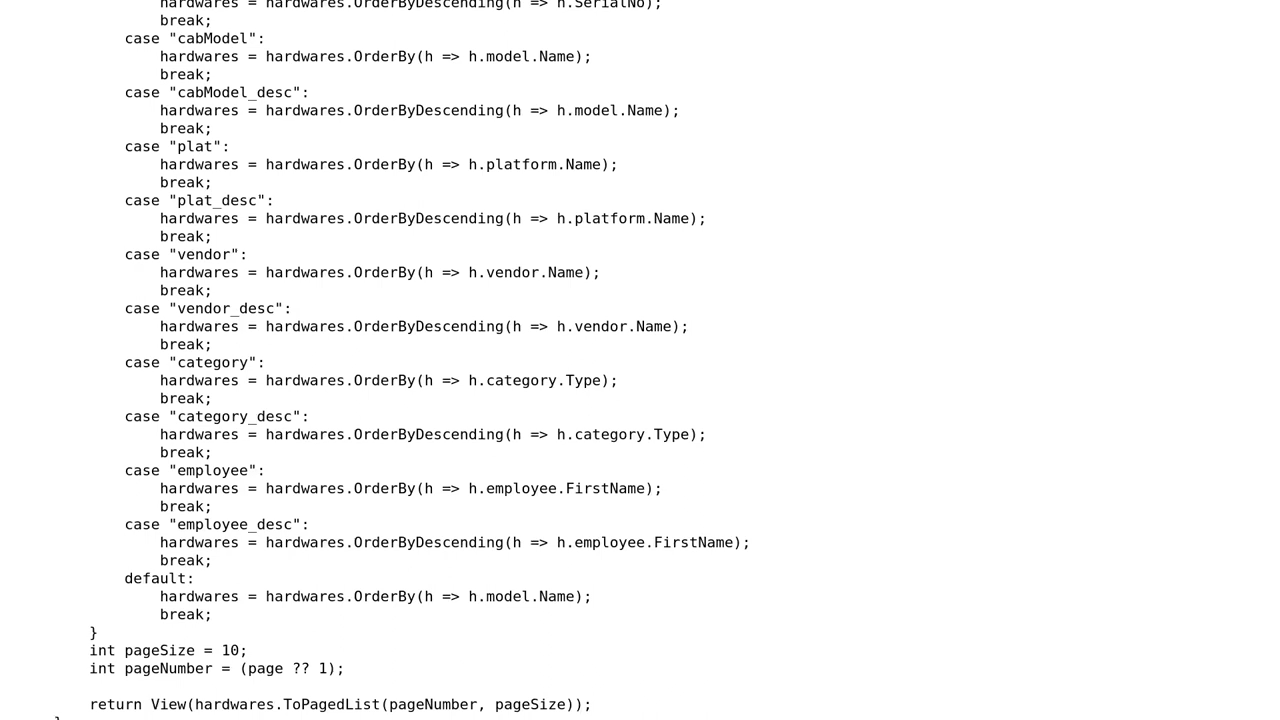 hardwares = hardwares.OrderByDescending(h => h.SerialNo);
break;
case "cabModel":
hardwares = hardwares.OrderBy(h => h.model.Name);
break;
case "cabModel_desc":
hardwares = hardwares.OrderByDescending(h => h.model.Name);
break;
case "plat":
hardwares = hardwares.OrderBy(h => h.platform.Name);
break;
case "plat_desc":
hardwares = hardwares.OrderByDescending(h => h.platform.Name);
break;
case "vendor":
hardwares = hardwares.OrderBy(h => h.vendor.Name);
break;
case "vendor_desc":
hardwares = hardwares.OrderByDescending(h => h.vendor.Name);
break;
case "category":
hardwares = hardwares.OrderBy(h => h.category.Type);
break;
case "category_desc":
hardwares = hardwares.OrderByDescending(h => h.category.Type);
break;
case "employee":
hardwares = hardwares.OrderBy(h => h.employee.FirstName);
break;
case "employee_desc":
hardwares = hardwares.OrderByDescending(h => h.employee.FirstName);
break;
default:
hardwares = hardwares.OrderBy(h => h.model.Name);
break;
}
int pageSize = 10;
int pageNumber = (page ?? 1);
return View(hardwares.ToPagedList(pageNumber, pageSize));
}